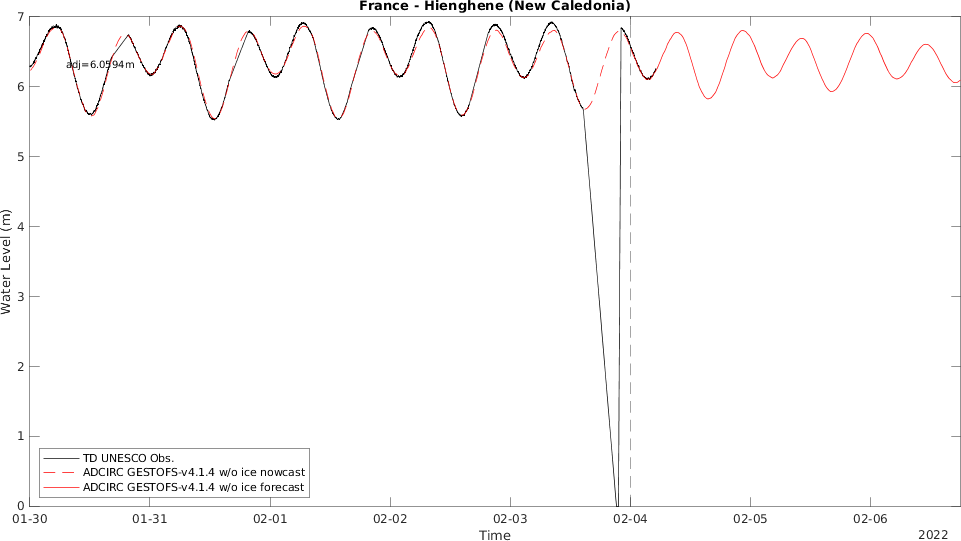 France - Hienghene (New Caledonia)
7
6
5
4
3
2
1
0
Water Level (m)
adj=6.0594m
TD UNESCO Obs.
ADCIRC GESTOFS-v4.1.4 w/o ice nowcast
ADCIRC GESTOFS-v4.1.4 w/o ice forecast
01-30 01-31 02-01 02-02 02-03 02-04 02-05 02-06
Time
2022